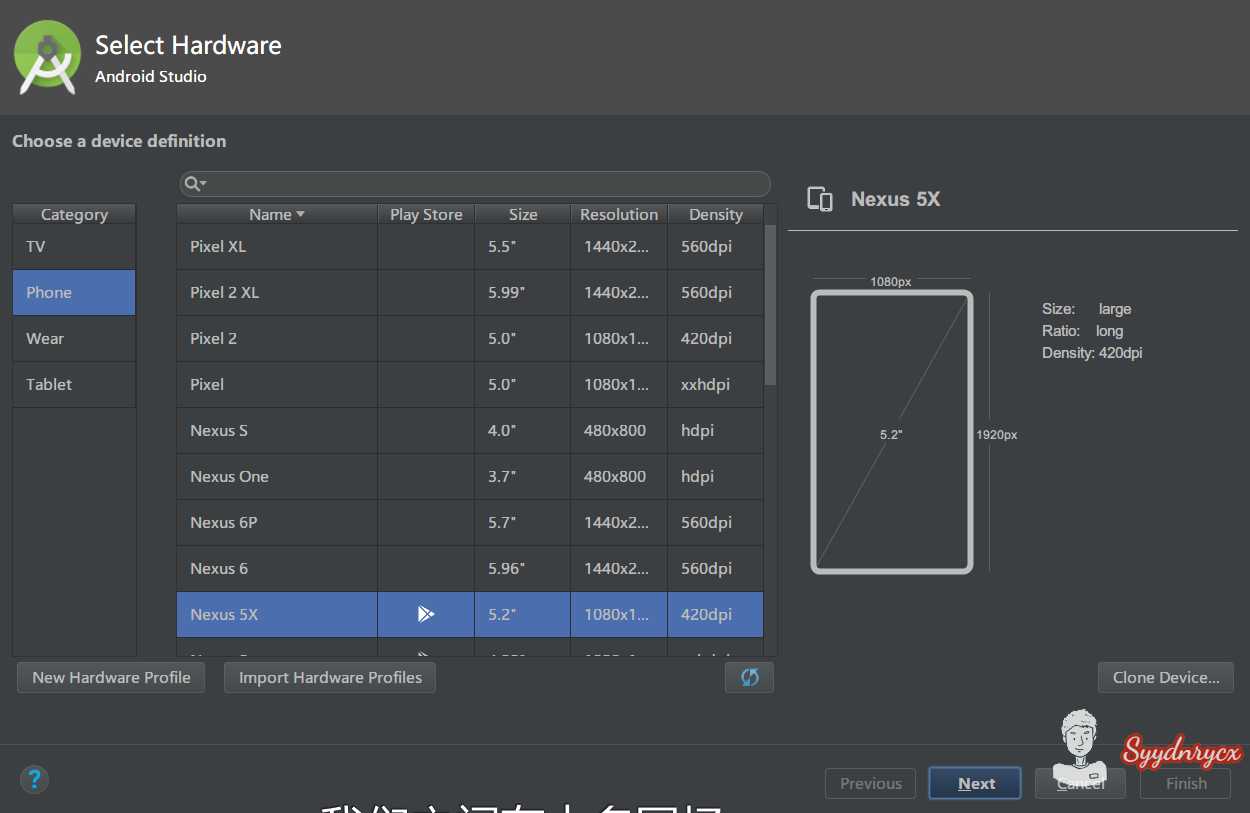 Select Hardware
Android Studio
Choose a device definition
Category
TV
Phone
Wear
Tablet
Name Play Store Size Resolution Density
Pixel XL 5.5" 1440x2... 560dpi
Pixel 2 XL 5.99" 1440x2... 560dpi
Pixel 2 5.0" 1080x1... 420dpi
Pixel 5.0" 1080x1... xxhdpi
Nexus S 4.0" 480x800 hdpi
Nexus One 3.7" 480x800 hdpi
Nexus 6P 5.7" 1440x2... 560dpi
Nexus 6 5.96" 1440x2... 560dpi
Nexus 5X 5.2" 1080x1... 420dpi
Nexus 5X
1080px
5.2"
1920px
Size: large
Ratio: long
Density: 420dpi
New Hardware Profile Import Hardware Profiles Clone Device...
Syydnrycx
? Previous Next Cancel Finish